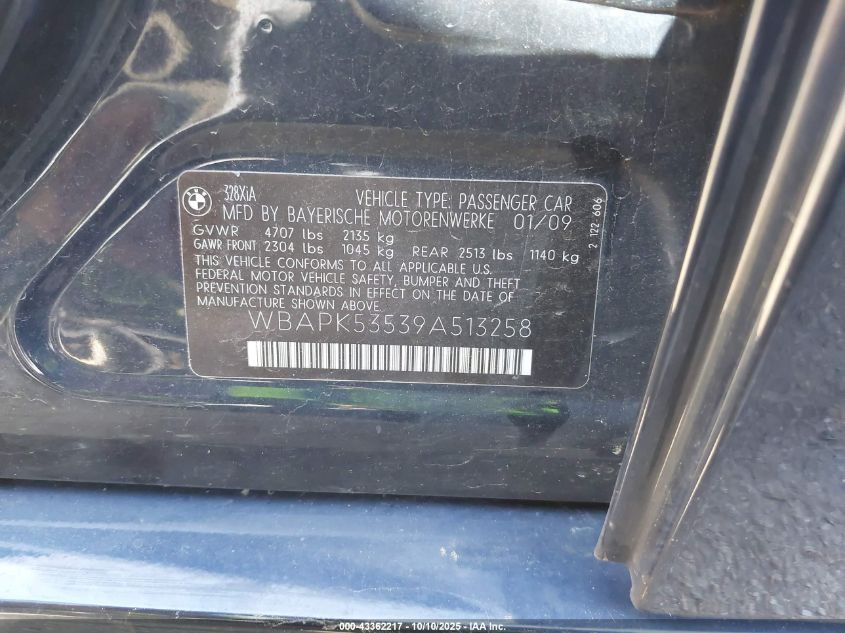 BMW
328XiA VEHICLE TYPE: PASSENGER CAR
MFD BY BAYERISCHE MOTORENWERKE 01/09
GVWR 4707 lbs 2135 kg
GAWR FRONT 2304 lbs 1045 kg REAR 2513 lbs 1140 kg
THIS VEHICLE CONFORMS TO ALL APPLICABLE U.S.
FEDERAL MOTOR VEHICLE SAFETY, BUMPER AND THEFT
PREVENTION STANDARDS IN EFFECT ON THE DATE OF
MANUFACTURE SHOWN ABOVE.
WBAPK53539A513258
2 122 606
000-43362217 - 10/10/2025 - IAA Inc.